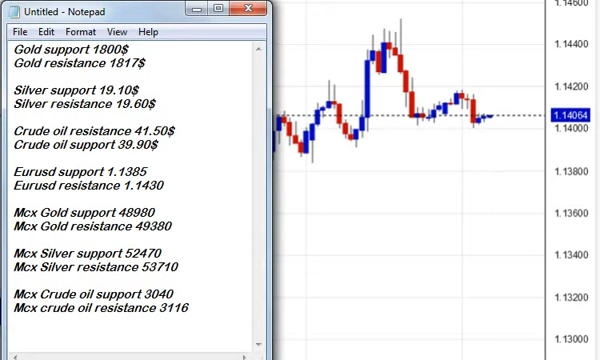 Untitled - Notepad
File Edit Format View Help
Gold support 1800$
Gold resistance 1817$
Silver support 19.10$
Silver resistance 19.60$
Crude oil resistance 41.50$
Crude oil support 39.90$
Eurusd support 1.1385
Eurusd resistance 1.1430
Mcx Gold support 48980
Mcx Gold resistance 49380
Mcx Silver support 52470
Mcx Silver resistance 53710
Mcx Crude oil support 3040
Mcx crude oil resistance 3116
1.14600
1.14400
1.14200
1.14064
1.14000
1.13800
1.13600
1.13400
1.13200
1.13000